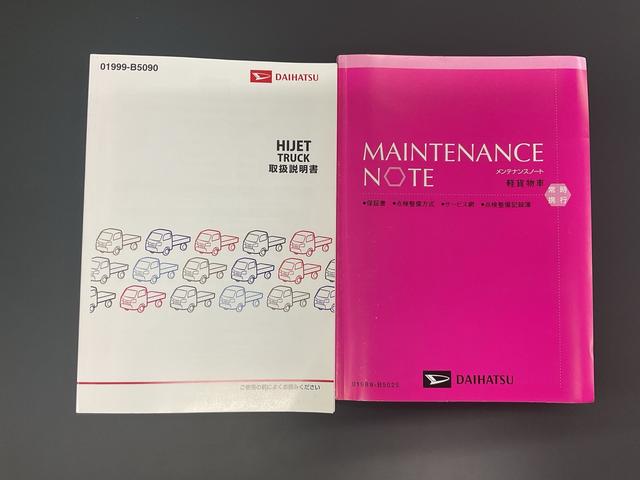 01999-B5090
DAIHATSU
HIJET
TRUCK
取扱説明書
ご使用の前によくお読みください
MAINTENANCE
NOTE
メンテナンスノート
軽貨物車
常時
携行
•保証書 •点検整備方式 •サービス網 •点検整備記録簿
01999-B5025
DAIHATSU